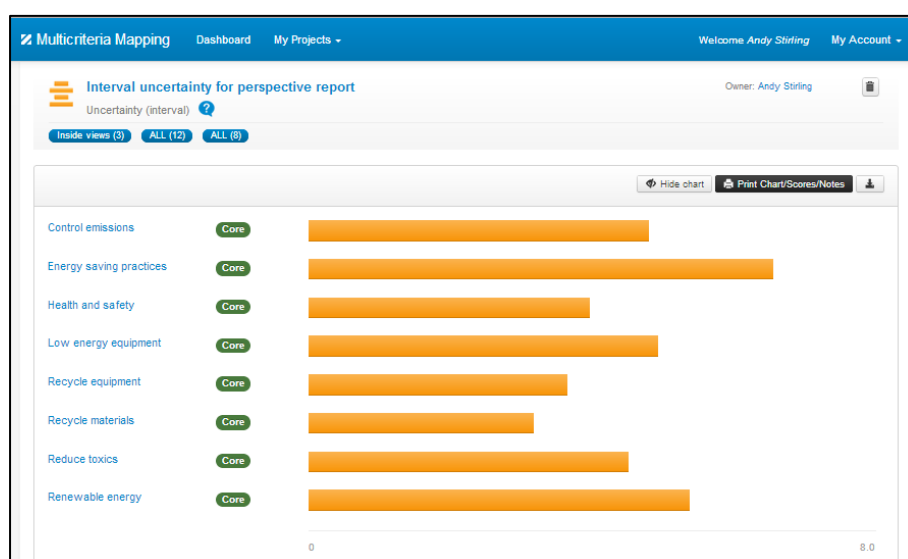 Multicriteria Mapping Dashboard My Projects Welcome Andy Stirling My Account
Interval uncertainty for perspective report Owner: Andy Stirling
Uncertainty (interval) ?
Inside views (3) ALL (12) ALL (8)
Hide chart Print Chart/Scores/Notes
Control emissions Core
Energy saving practices Core
Health and safety Core
Low energy equipment Core
Recycle equipment Core
Recycle materials Core
Reduce toxics Core
Renewable energy Core
0 8.0